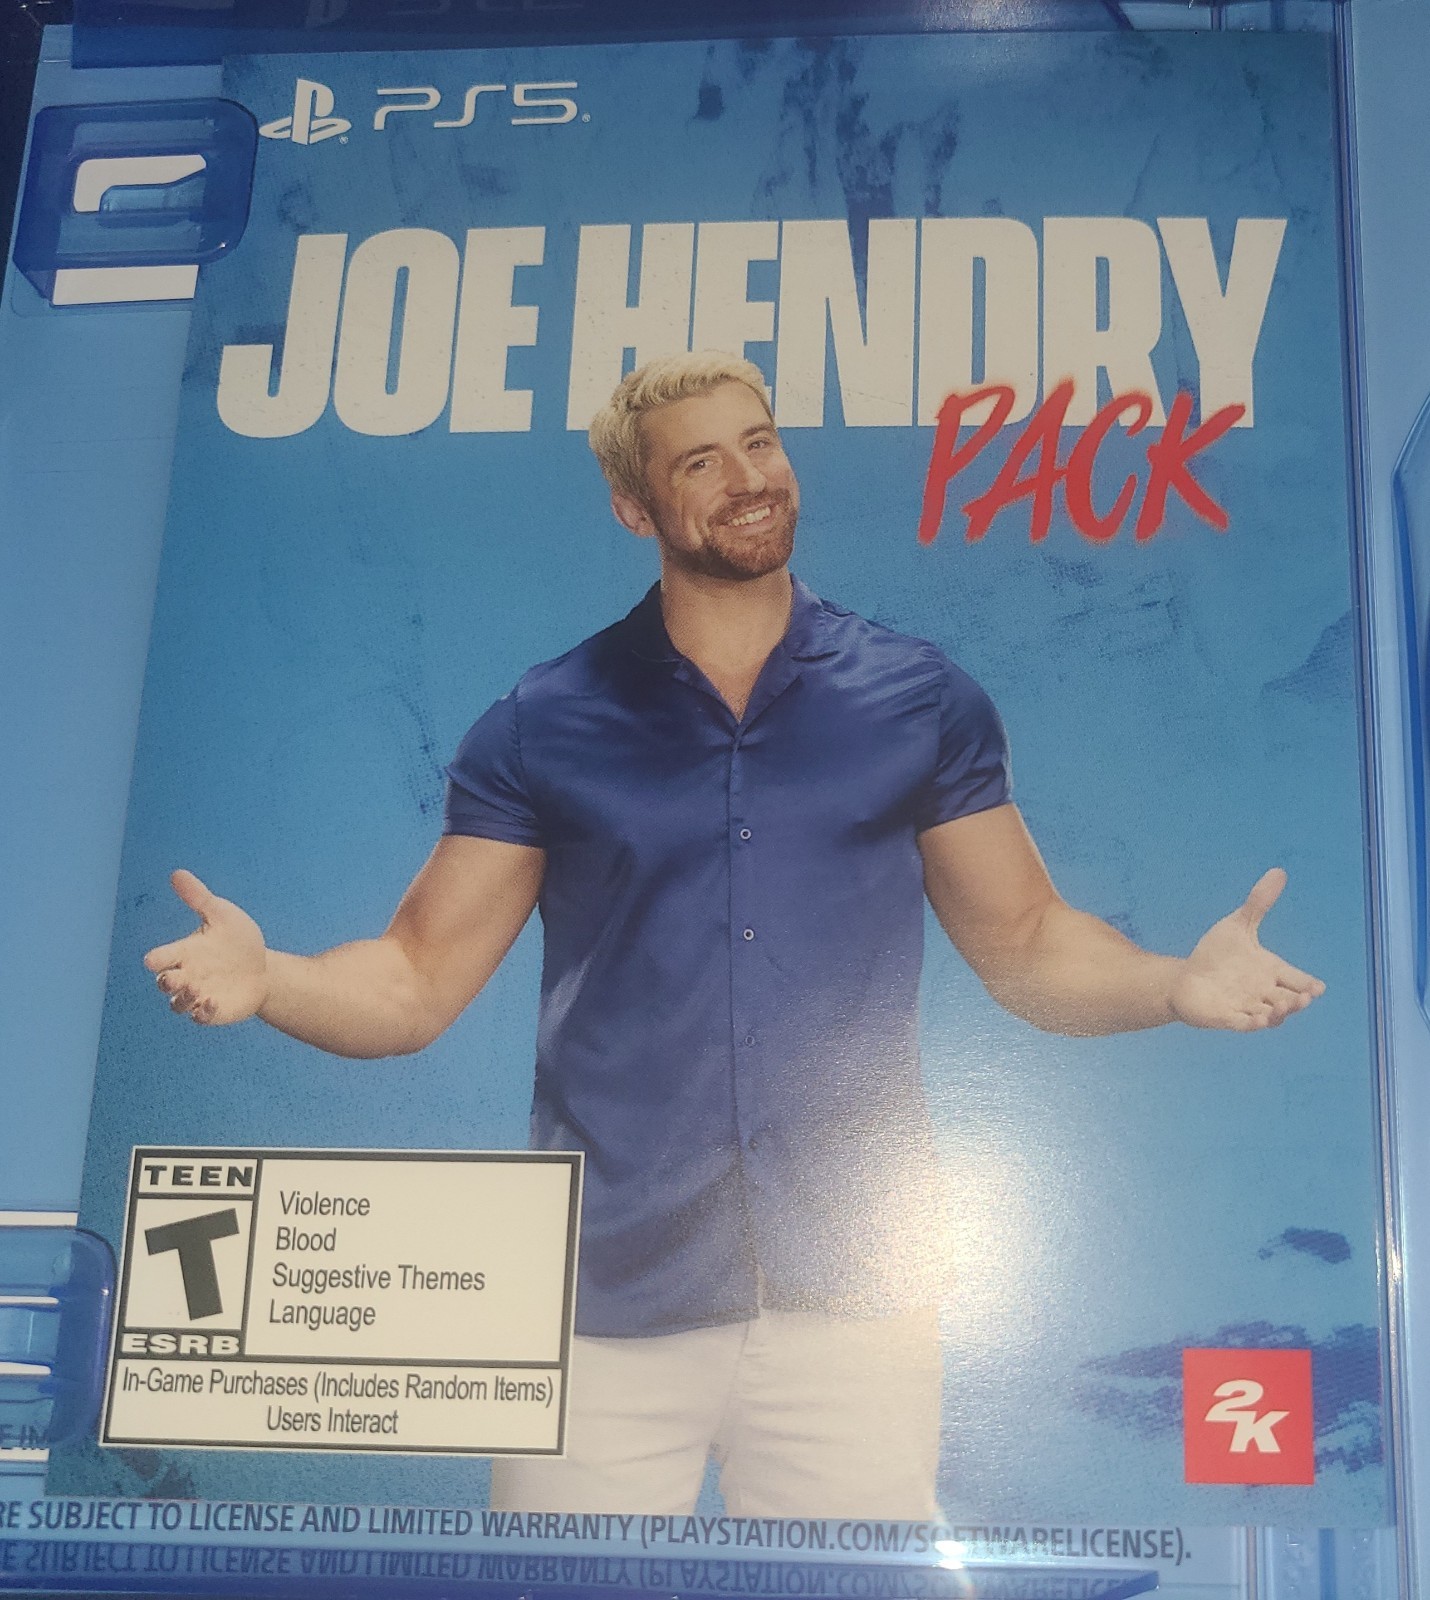 PS5
JOE HENDRY
PACK
TEEN
T
ESRB
Violence
Blood
Suggestive Themes
Language
In-Game Purchases (Includes Random Items)
Users Interact
2K
SUBJECT TO LICENSE AND LIMITED WARRANTY (PLAYSTATION.COM/SOFTWARELICENSE).